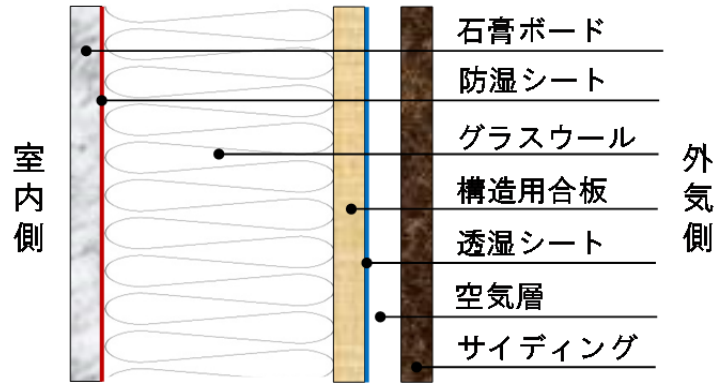 室内側
石膏ボード
防湿シート
グラスウール
構造用合板
透湿シート
空気層
サイディング
外気側